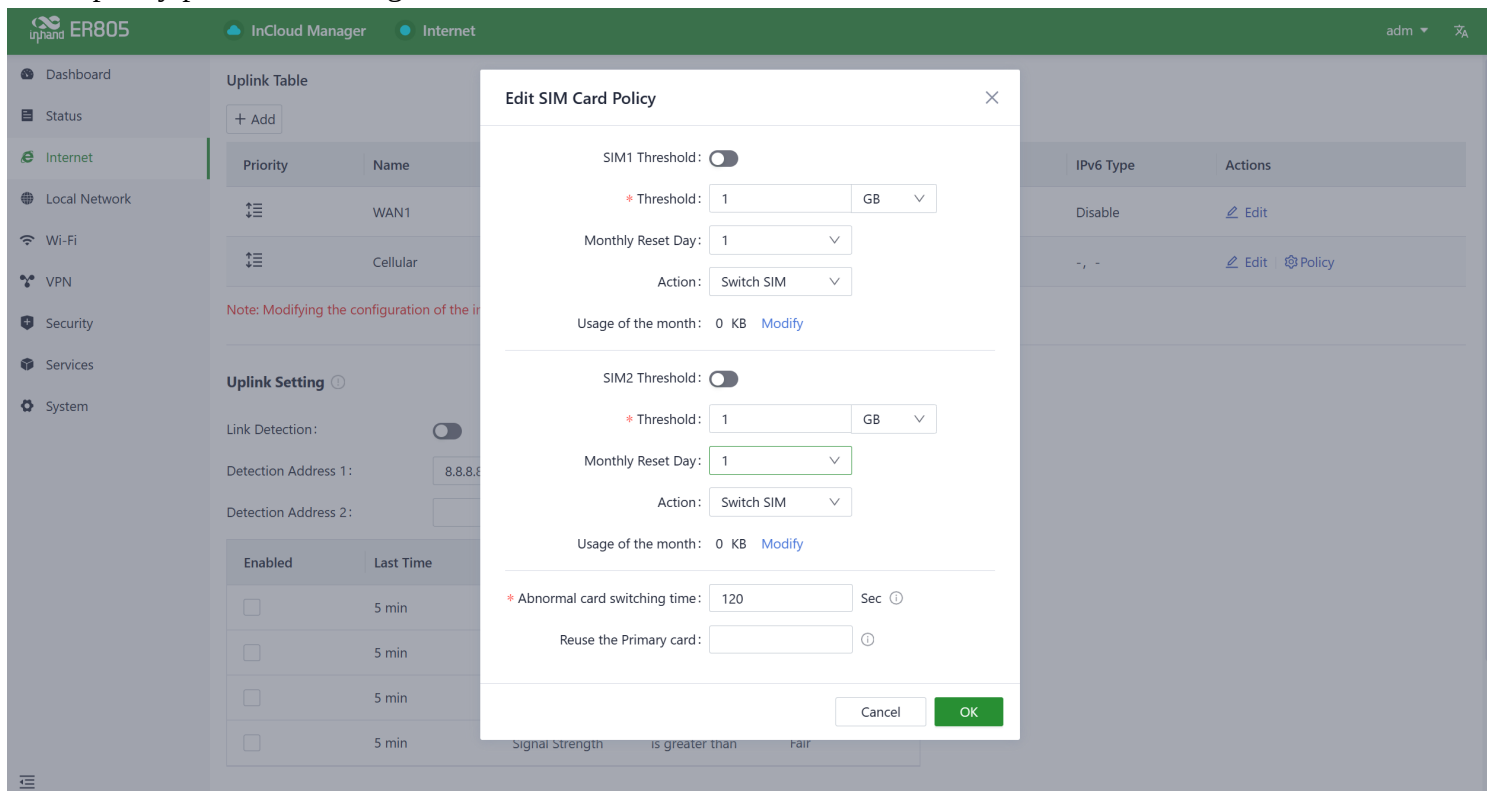 inhand ER805 InCloud Manager Internet adm
Dashboard
Status
Internet
Local Network
Wi-Fi
VPN
Security
Services
System
Uplink Table
+ Add
Priority Name IPv6 Type Actions
WAN1 Disable Edit
Cellular -, - Edit Policy
Note: Modifying the configuration of the
Uplink Setting
Link Detection:
Detection Address 1: 8.8.8.8
Detection Address 2:
Enabled Last Time
5 min
5 min
5 min
5 min Signal Strength is greater than Fair
Edit SIM Card Policy
SIM1 Threshold:
* Threshold: 1 GB
Monthly Reset Day: 1
Action: Switch SIM
Usage of the month: 0 KB Modify
SIM2 Threshold:
* Threshold: 1 GB
Monthly Reset Day: 1
Action: Switch SIM
Usage of the month: 0 KB Modify
* Abnormal card switching time: 120 Sec
Reuse the Primary card:
Cancel OK